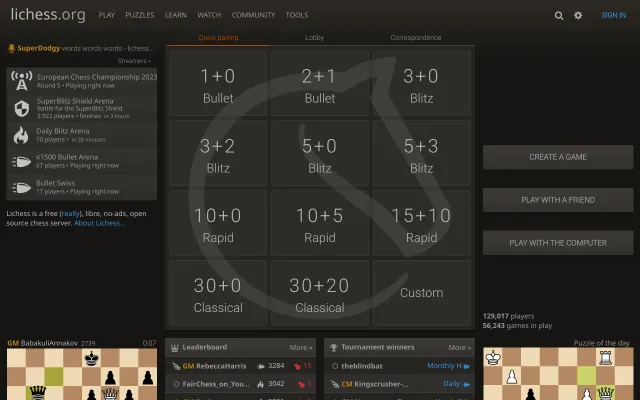 lichess.org
PLAY PUZZLES LEARN WATCH COMMUNITY TOOLS
SIGN IN
SuperDodgy words words words - lichess...
Streamers »
European Chess Championship 2023
Round 5 • Playing right now
SuperBlitz Shield Arena
Battle for the SuperBlitz Shield
2,922 players • finishes in 3 hours
Daily Blitz Arena
10 players • in 28 minutes
≤1500 Bullet Arena
67 players • Playing right now
Bullet Swiss
17 players • Playing right now
Lichess is a free (really), libre, no-ads, open
source chess server. About Lichess...
Quick pairing Lobby Correspondence
1+0 2+1 3+0
Bullet Bullet Blitz
3+2 5+0 5+3
Blitz Blitz Blitz
10+0 10+5 15+10
Rapid Rapid Rapid
30+0 30+20 Custom
Classical Classical
CREATE A GAME
PLAY WITH A FRIEND
PLAY WITH THE COMPUTER
129,017 players
56,243 games in play
GM BabakuliAnnakov 2739 0:07
Leaderboard More »
GM RebeccaHarris 3284 13
FairChess_on_You... 3042
Tournament winners More »
theblindbat Monthly H
CM Kingscrusher-... Daily
Puzzle of the day